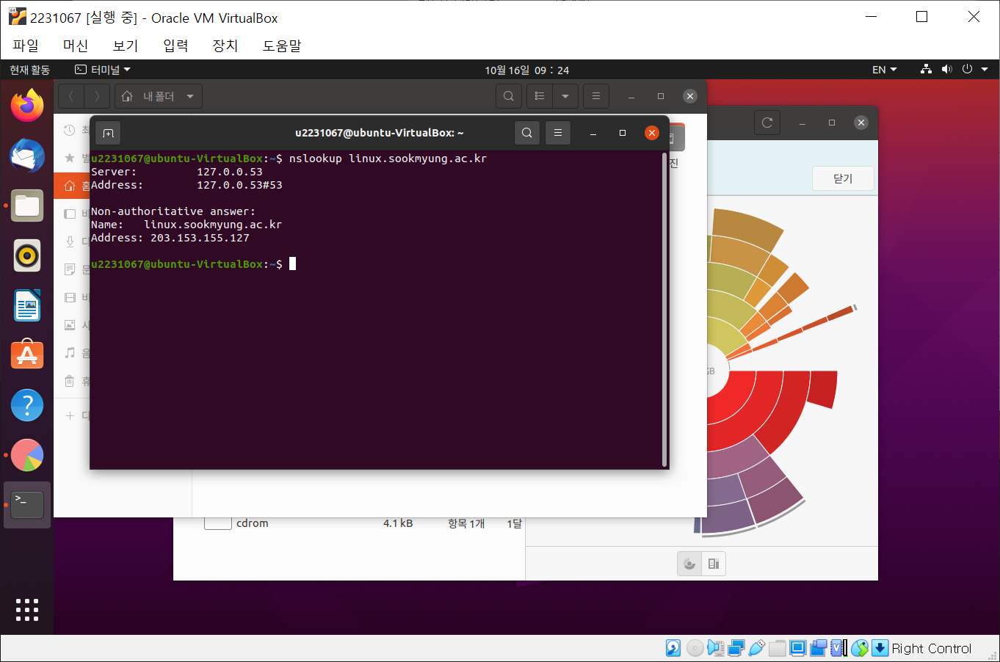 2231067 [실행 중] - Oracle VM VirtualBox
파일 머신 보기 입력 장치 도움말
현재 활동 터미널 10월 16일 09 : 24 EN
내 폴더
u2231067@ubuntu-VirtualBox: ~
u2231067@ubuntu-VirtualBox:~$ nslookup linux.sookmyung.ac.kr
Server: 127.0.0.53
Address: 127.0.0.53#53
Non-authoritative answer:
Name: linux.sookmyung.ac.kr
Address: 203.153.155.127
u2231067@ubuntu-VirtualBox:~$
진
닫기
홈
GB
cdrom 4.1 kB 항목 1개 1달
Right Control